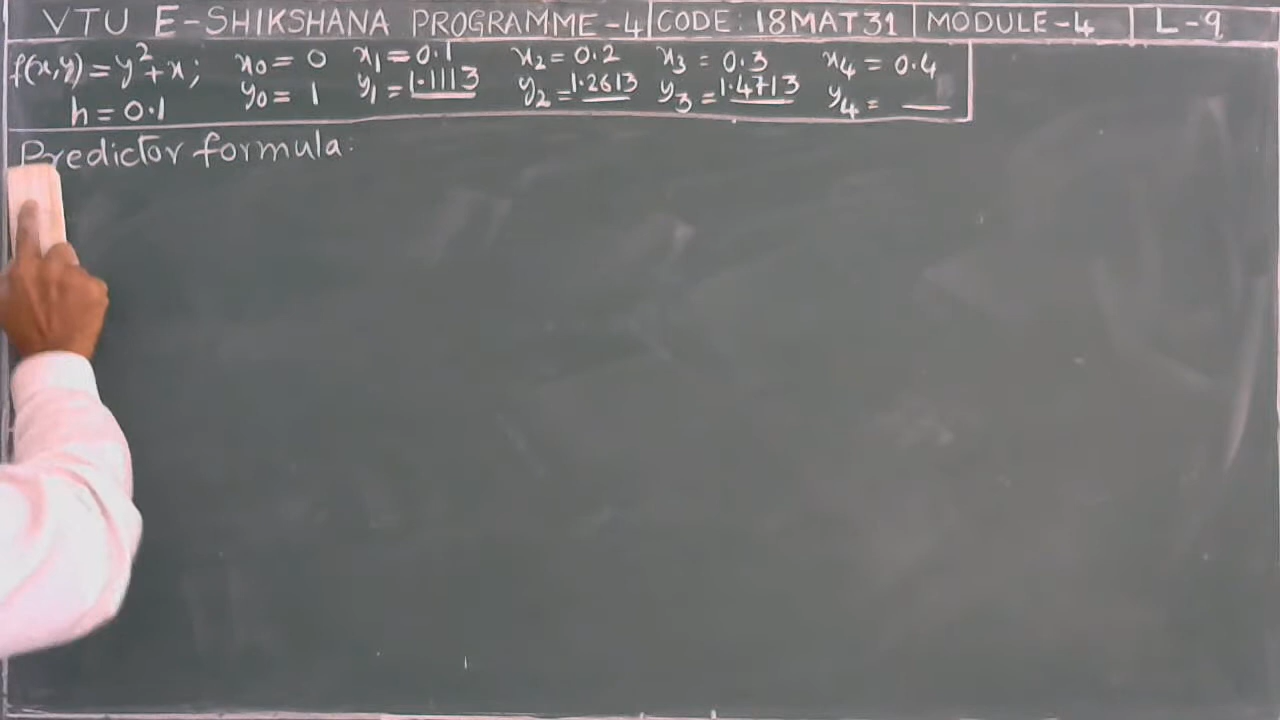 VTU E-SHIKSHANA PROGRAMME-4 CODE: 18MAT31 MODULE-4 L-9
f(x,y) = y²+x; x₀ = 0 x₁ = 0.1 x₂ = 0.2 x₃ = 0.3 x₄ = 0.4
h = 0.1 y₀ = 1 y₁ = 1.1113 y₂ = 1.2613 y₃ = 1.4713 y₄ = __
Predictor formula: